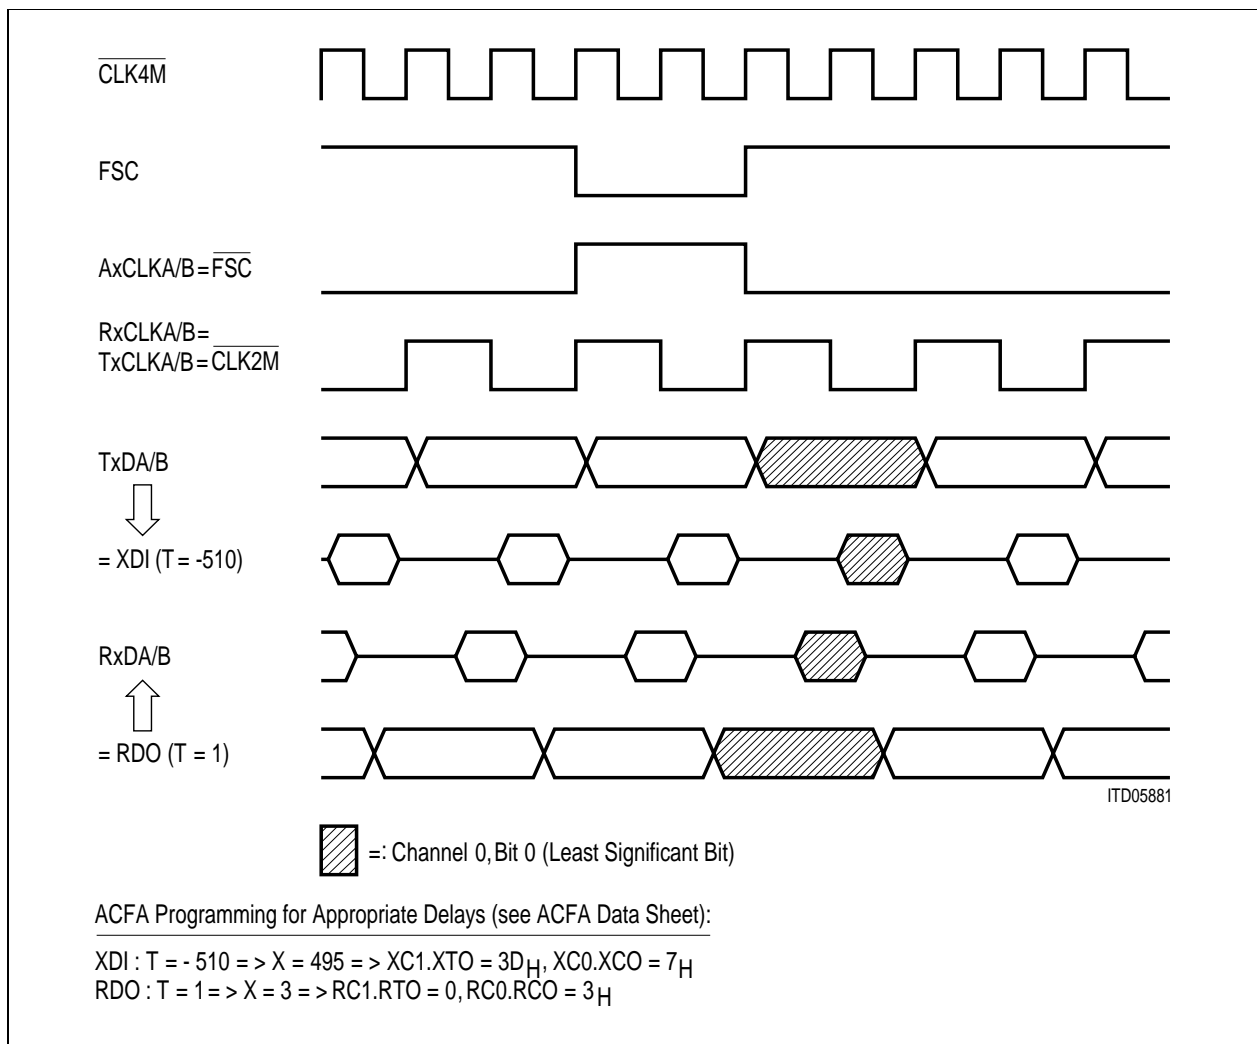 CLK4M
FSC
AxCLKA/B=FSC
RxCLKA/B=
TxCLKA/B=CLK2M
TxDA/B
= XDI (T = -510)
RxDA/B
= RDO (T = 1)
ITD05881
=: Channel 0, Bit 0 (Least Significant Bit)
ACFA Programming for Appropriate Delays (see ACFA Data Sheet):
XDI : T = - 510 = > X = 495 = > XC1.XTO = 3DH, XC0.XCO = 7H
RDO : T = 1 = > X = 3 = > RC1.RTO = 0, RC0.RCO = 3H